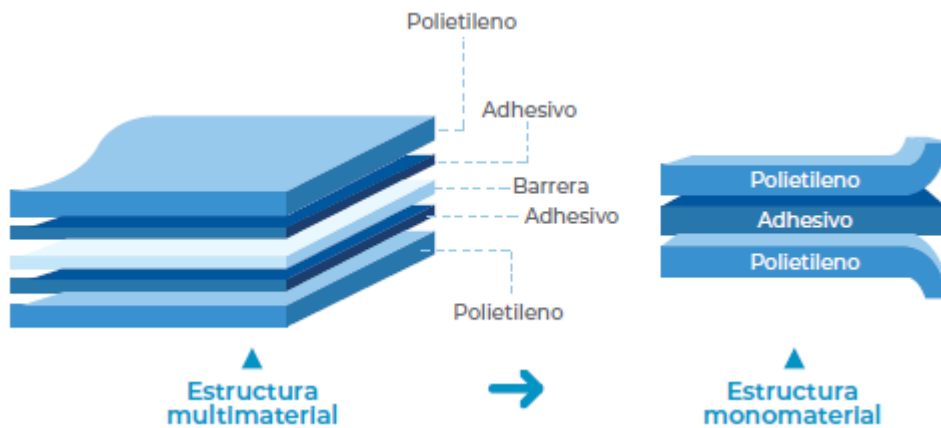 Polietileno
Adhesivo
Barrera
Adhesivo
Polietileno
Estructura
multimaterial
Polietileno
Adhesivo
Polietileno
Estructura
monomaterial